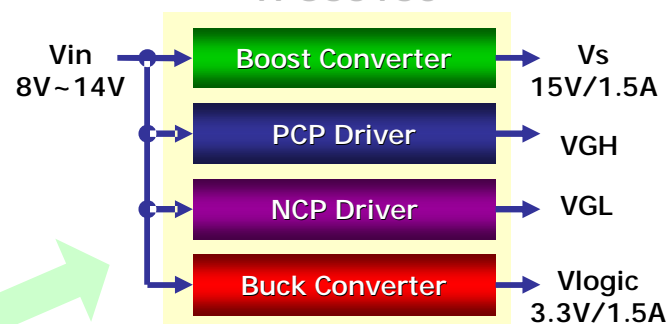 Vin
8V~14V
Boost Converter
Vs
15V/1.5A
PCP Driver
VGH
NCP Driver
VGL
Buck Converter
Vlogic
3.3V/1.5A